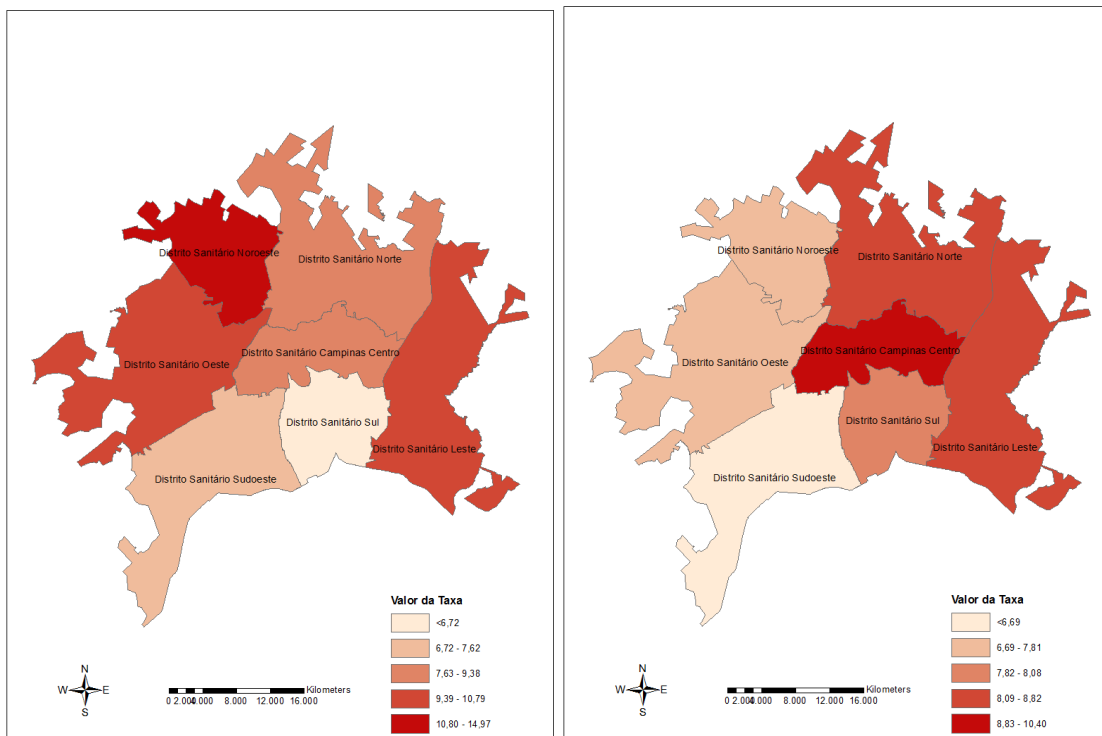 Distrito Sanitário Noroeste
Distrito Sanitário Norte
Distrito Sanitário Campinas Centro
Distrito Sanitário Oeste
Distrito Sanitário Sul
Distrito Sanitário Leste
Distrito Sanitário Sudoeste
Valor da Taxa
<6,72
6,72 - 7,62
7,63 - 9,38
9,39 - 10,79
10,80 - 14,97
N
W E
S
Kilometers
0 2.000 4.000 8.000 12.000 16.000
Distrito Sanitário Noroeste
Distrito Sanitário Norte
Distrito Sanitário Campinas Centro
Distrito Sanitário Oeste
Distrito Sanitário Sul
Distrito Sanitário Leste
Distrito Sanitário Sudoeste
Valor da Taxa
<6,69
6,69 - 7,81
7,82 - 8,08
8,09 - 8,82
8,83 - 10,40
N
W E
S
Kilometers
0 2.000 4.000 8.000 12.000 16.000